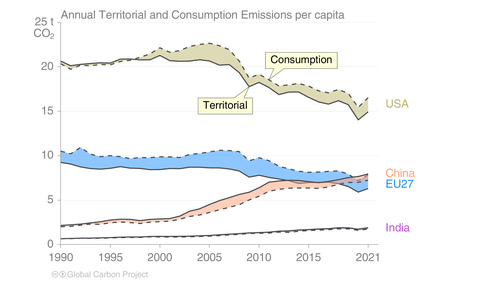 Annual Territorial and Consumption Emissions per capita
25 t
CO₂
20
15
10
5
0
Consumption
Territorial
USA
China
EU27
India
1990
1995
2000
2005
2010
2015
2021
Global Carbon Project